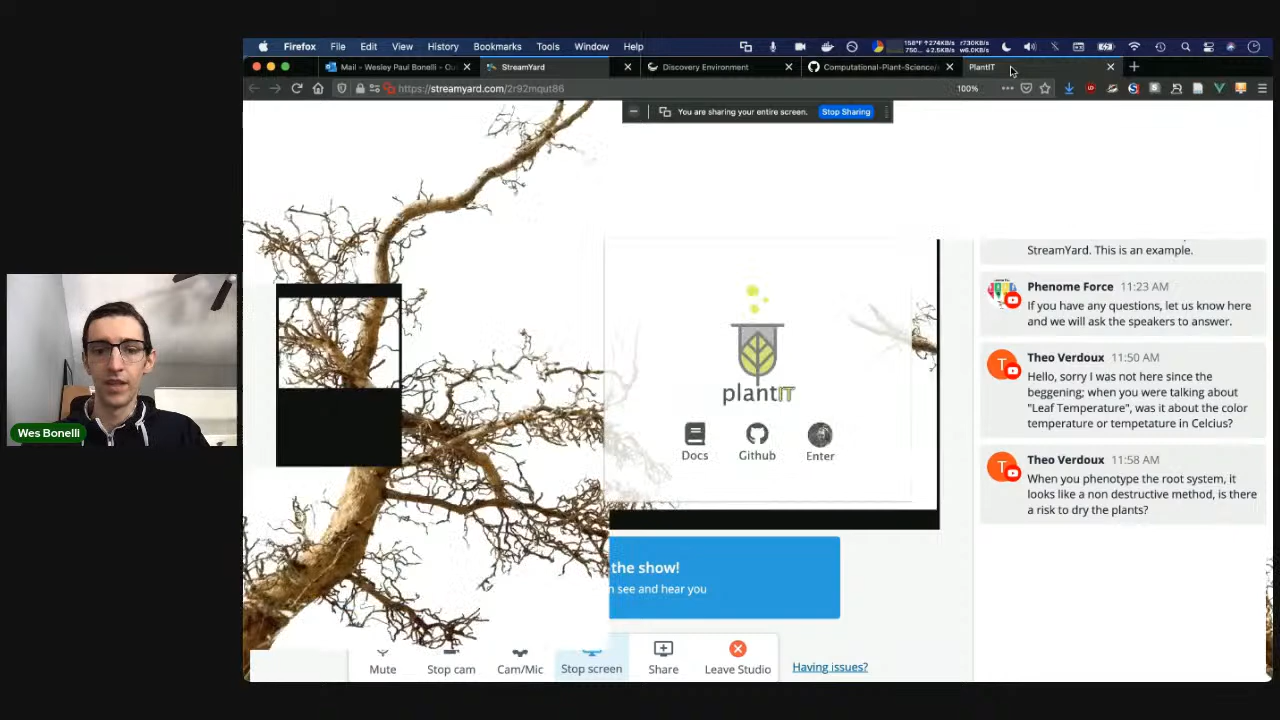 Firefox File Edit View History Bookmarks Tools Window Help
Mail – Wesley Paul Bonelli – Ou
StreamYard
Discovery Environment
Computational-Plant-Science/
PlantIT
https://streamyard.com/2r92mqut86
100%
You are sharing your entire screen. Stop Sharing
StreamYard. This is an example.
Phenome Force 11:23 AM
If you have any questions, let us know here
and we will ask the speakers to answer.
Theo Verdoux 11:50 AM
Hello, sorry I was not here since the
beggening; when you were talking about
"Leaf Temperature", was it about the color
temperature or tempetature in Celcius?
Theo Verdoux 11:58 AM
When you phenotype the root system, it
looks like a non destructive method, is there
a risk to dry the plants?
plantIT
Docs Github Enter
Wes Bonelli
the show!
see and hear you
Mute Stop cam Cam/Mic Stop screen Share Leave Studio
Having issues?